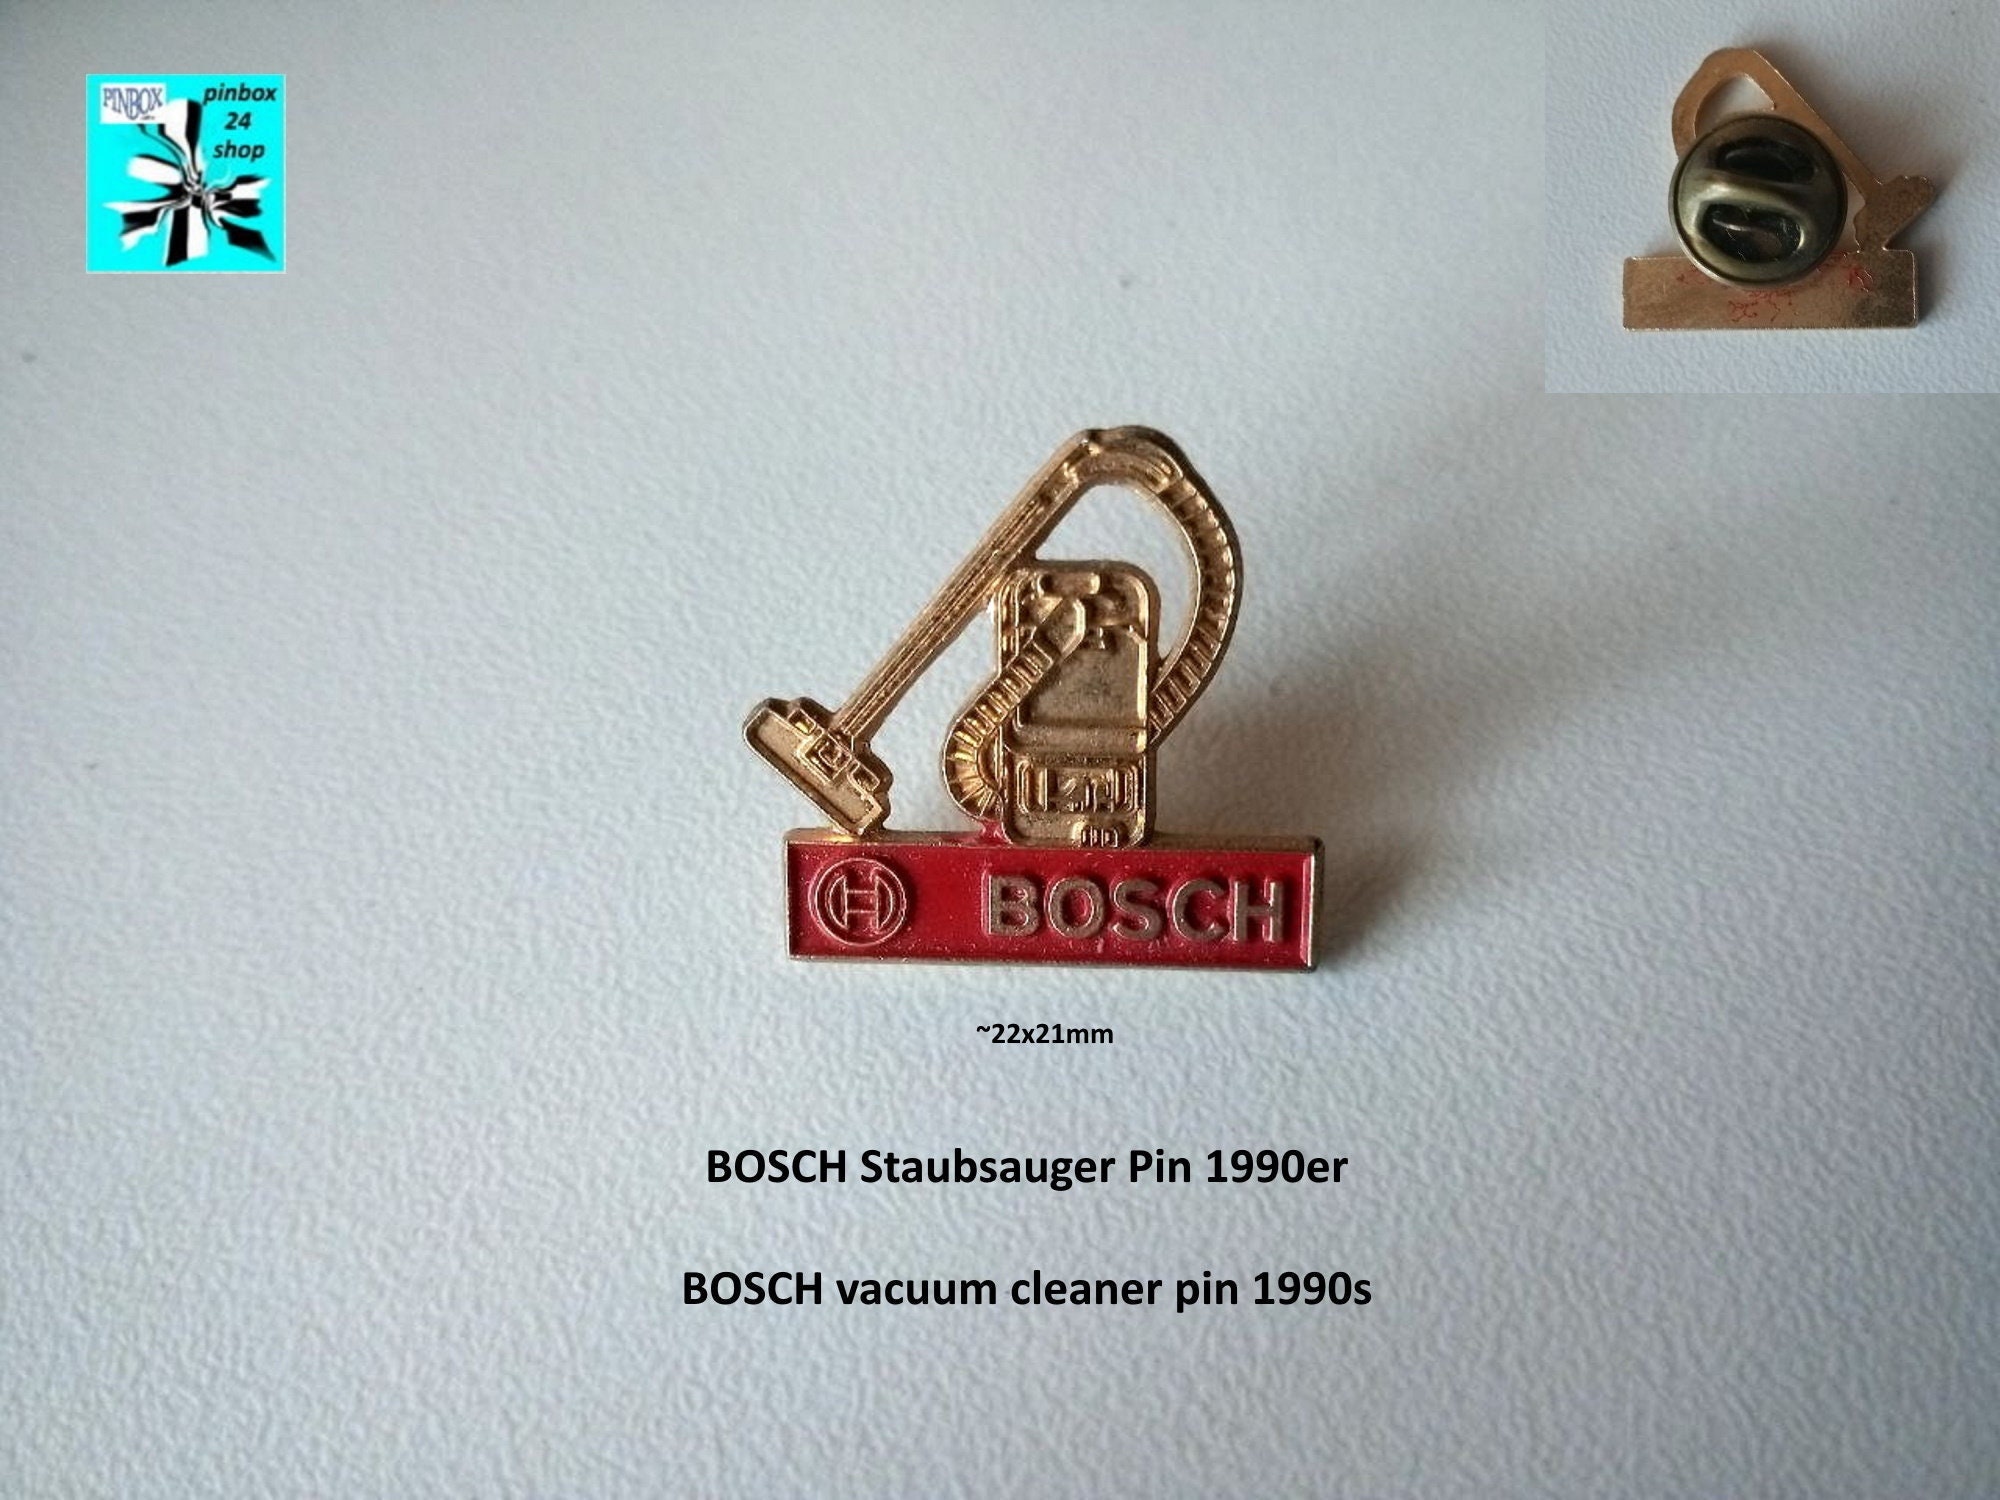 PINBOX
pinbox
24
shop
BOSCH
~22x21mm
BOSCH Staubsauger Pin 1990er
BOSCH vacuum cleaner pin 1990s